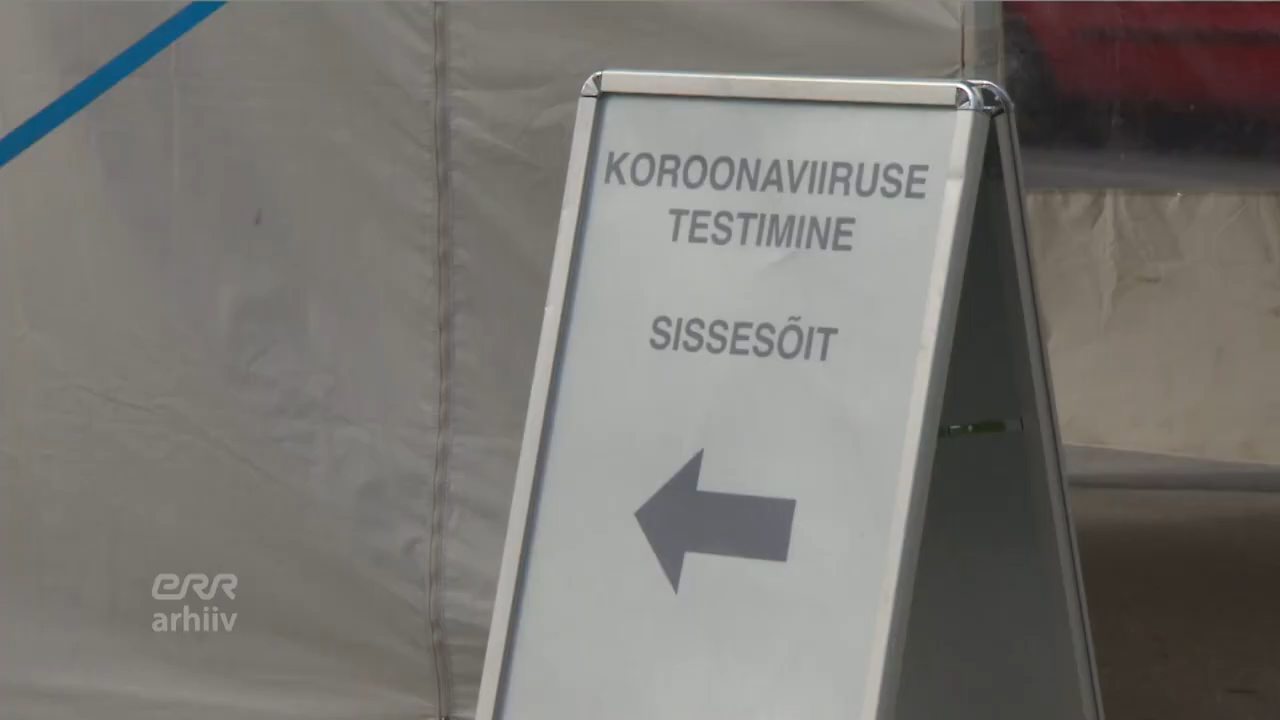 KOROONAVIIRUSE
TESTIMINE
SISSESÕIT
err
arhiiv